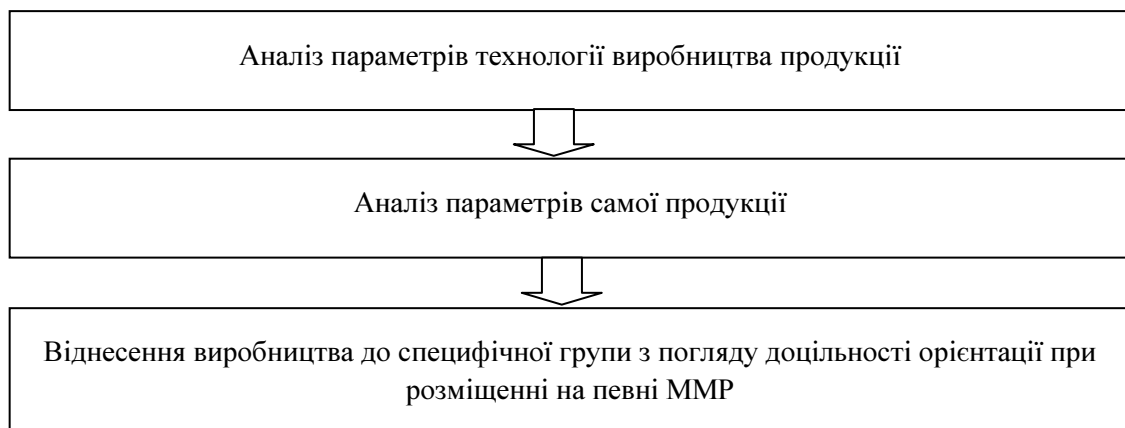 Аналіз параметрів технології виробництва продукції
Аналіз параметрів самої продукції
Віднесення виробництва до специфічної групи з погляду доцільності орієнтації при
розміщенні на певні ММР